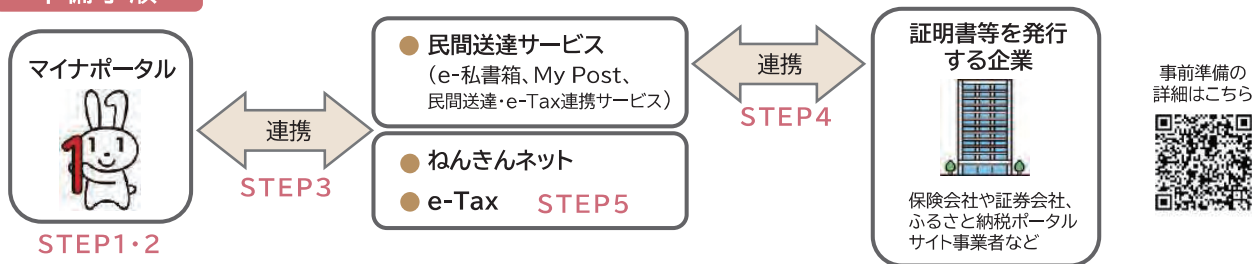 マイナポータル
1
STEP1・2
連携
STEP3
● 民間送達サービス
（e-私書箱、My Post、
民間送達・e-Tax連携サービス）
● ねんきんネット
● e-Tax STEP5
連携
STEP4
証明書等を発行
する企業
保険会社や証券会社、
ふるさと納税ポータル
サイト事業者など
事前準備の
詳細はこちら